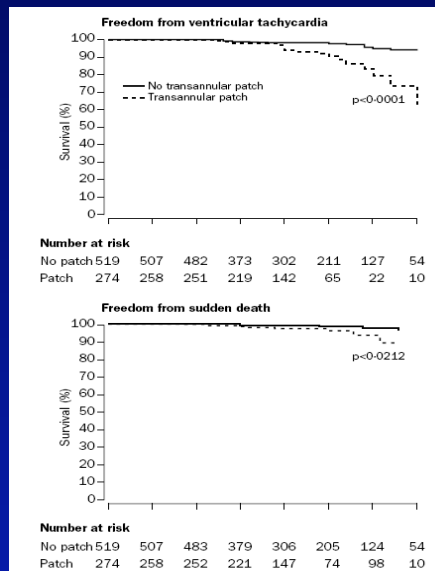 Freedom from ventricular tachycardia
100
90
80
70
60
50
40
30
20
10
0
Survival (%)
No transannular patch
Transannular patch
p<0·0001
Number at risk
No patch 519 507 482 373 302 211 127 54
Patch 274 258 251 219 142 65 22 10
Freedom from sudden death
100
90
80
70
60
50
40
30
20
10
0
Survival (%)
p<0·0212
Number at risk
No patch 519 507 483 379 306 205 124 54
Patch 274 258 252 221 147 74 98 10